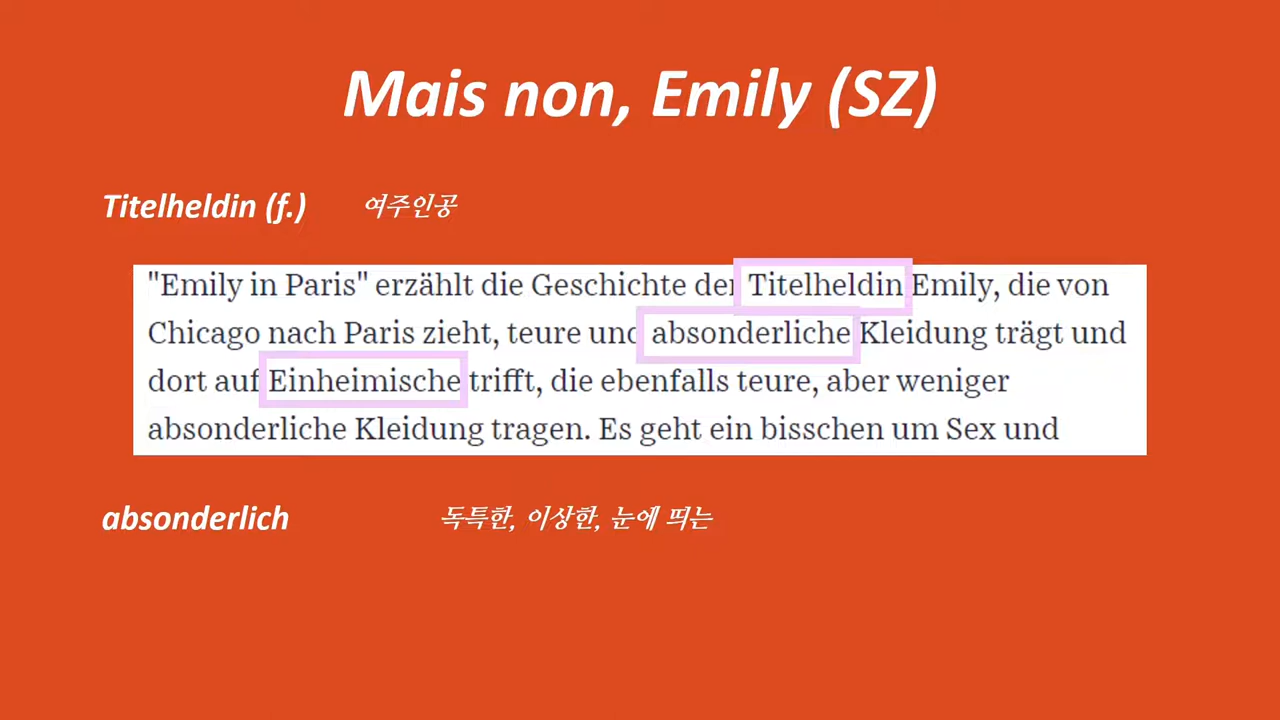 Mais non, Emily (SZ)
Titelheldin (f.) 여주인공
"Emily in Paris" erzählt die Geschichte der Titelheldin Emily, die von
Chicago nach Paris zieht, teure und absonderliche Kleidung trägt und
dort auf Einheimische trifft, die ebenfalls teure, aber weniger
absonderliche Kleidung tragen. Es geht ein bisschen um Sex und
absonderlich 독특한, 이상한, 눈에 띄는